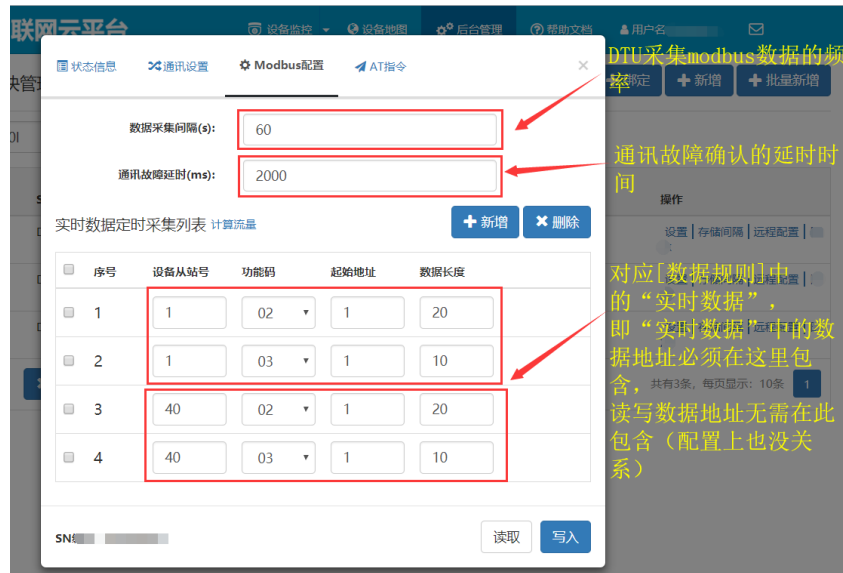 联网云平台
设备监控 设备地图 后台管理 帮助文档 用户名
状态信息 通讯设置 Modbus配置 AT指令 ×
DTU采集modbus数据的频率
新增 批量新增
数据采集间隔(s): 60
通讯故障延时(ms): 2000
通讯故障确认的延时时间
操作
实时数据定时采集列表 计算流量 新增 删除
设置 存储间隔 远程配置
序号 设备从站号 功能码 起始地址 数据长度
1 1 02 1 20
2 1 03 1 10
3 40 02 1 20
4 40 03 1 10
对应[数据规则]中
的“实时数据”，
即“实时数据”中的数
据地址必须在这里包
含，
读写数据地址无需在此
包含（配置上也没关
系）
共有3条，每页显示：10条 1
读取 写入